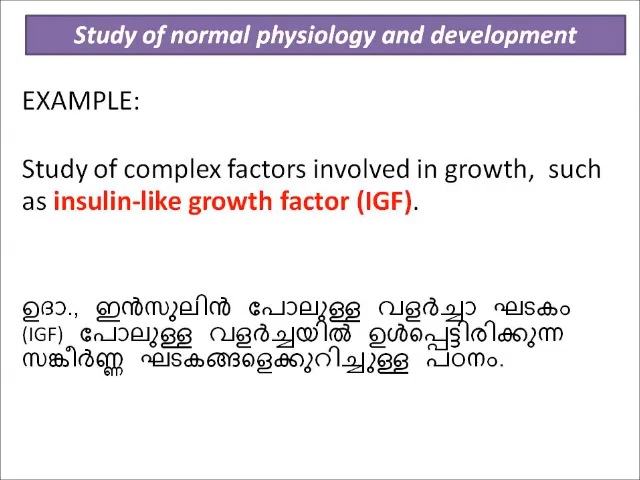 Study of normal physiology and development
EXAMPLE:
Study of complex factors involved in growth, such
as insulin-like growth factor (IGF).
ഉദാ., ഇൻസുലിൻ പോലുള്ള വളർച്ചാ ഘടകം
(IGF) പോലുള്ള വളർച്ചയിൽ ഉൾപ്പെട്ടിരിക്കുന്ന
സങ്കീർണ്ണ ഘടകങ്ങളെക്കുറിച്ചുള്ള പഠനം.